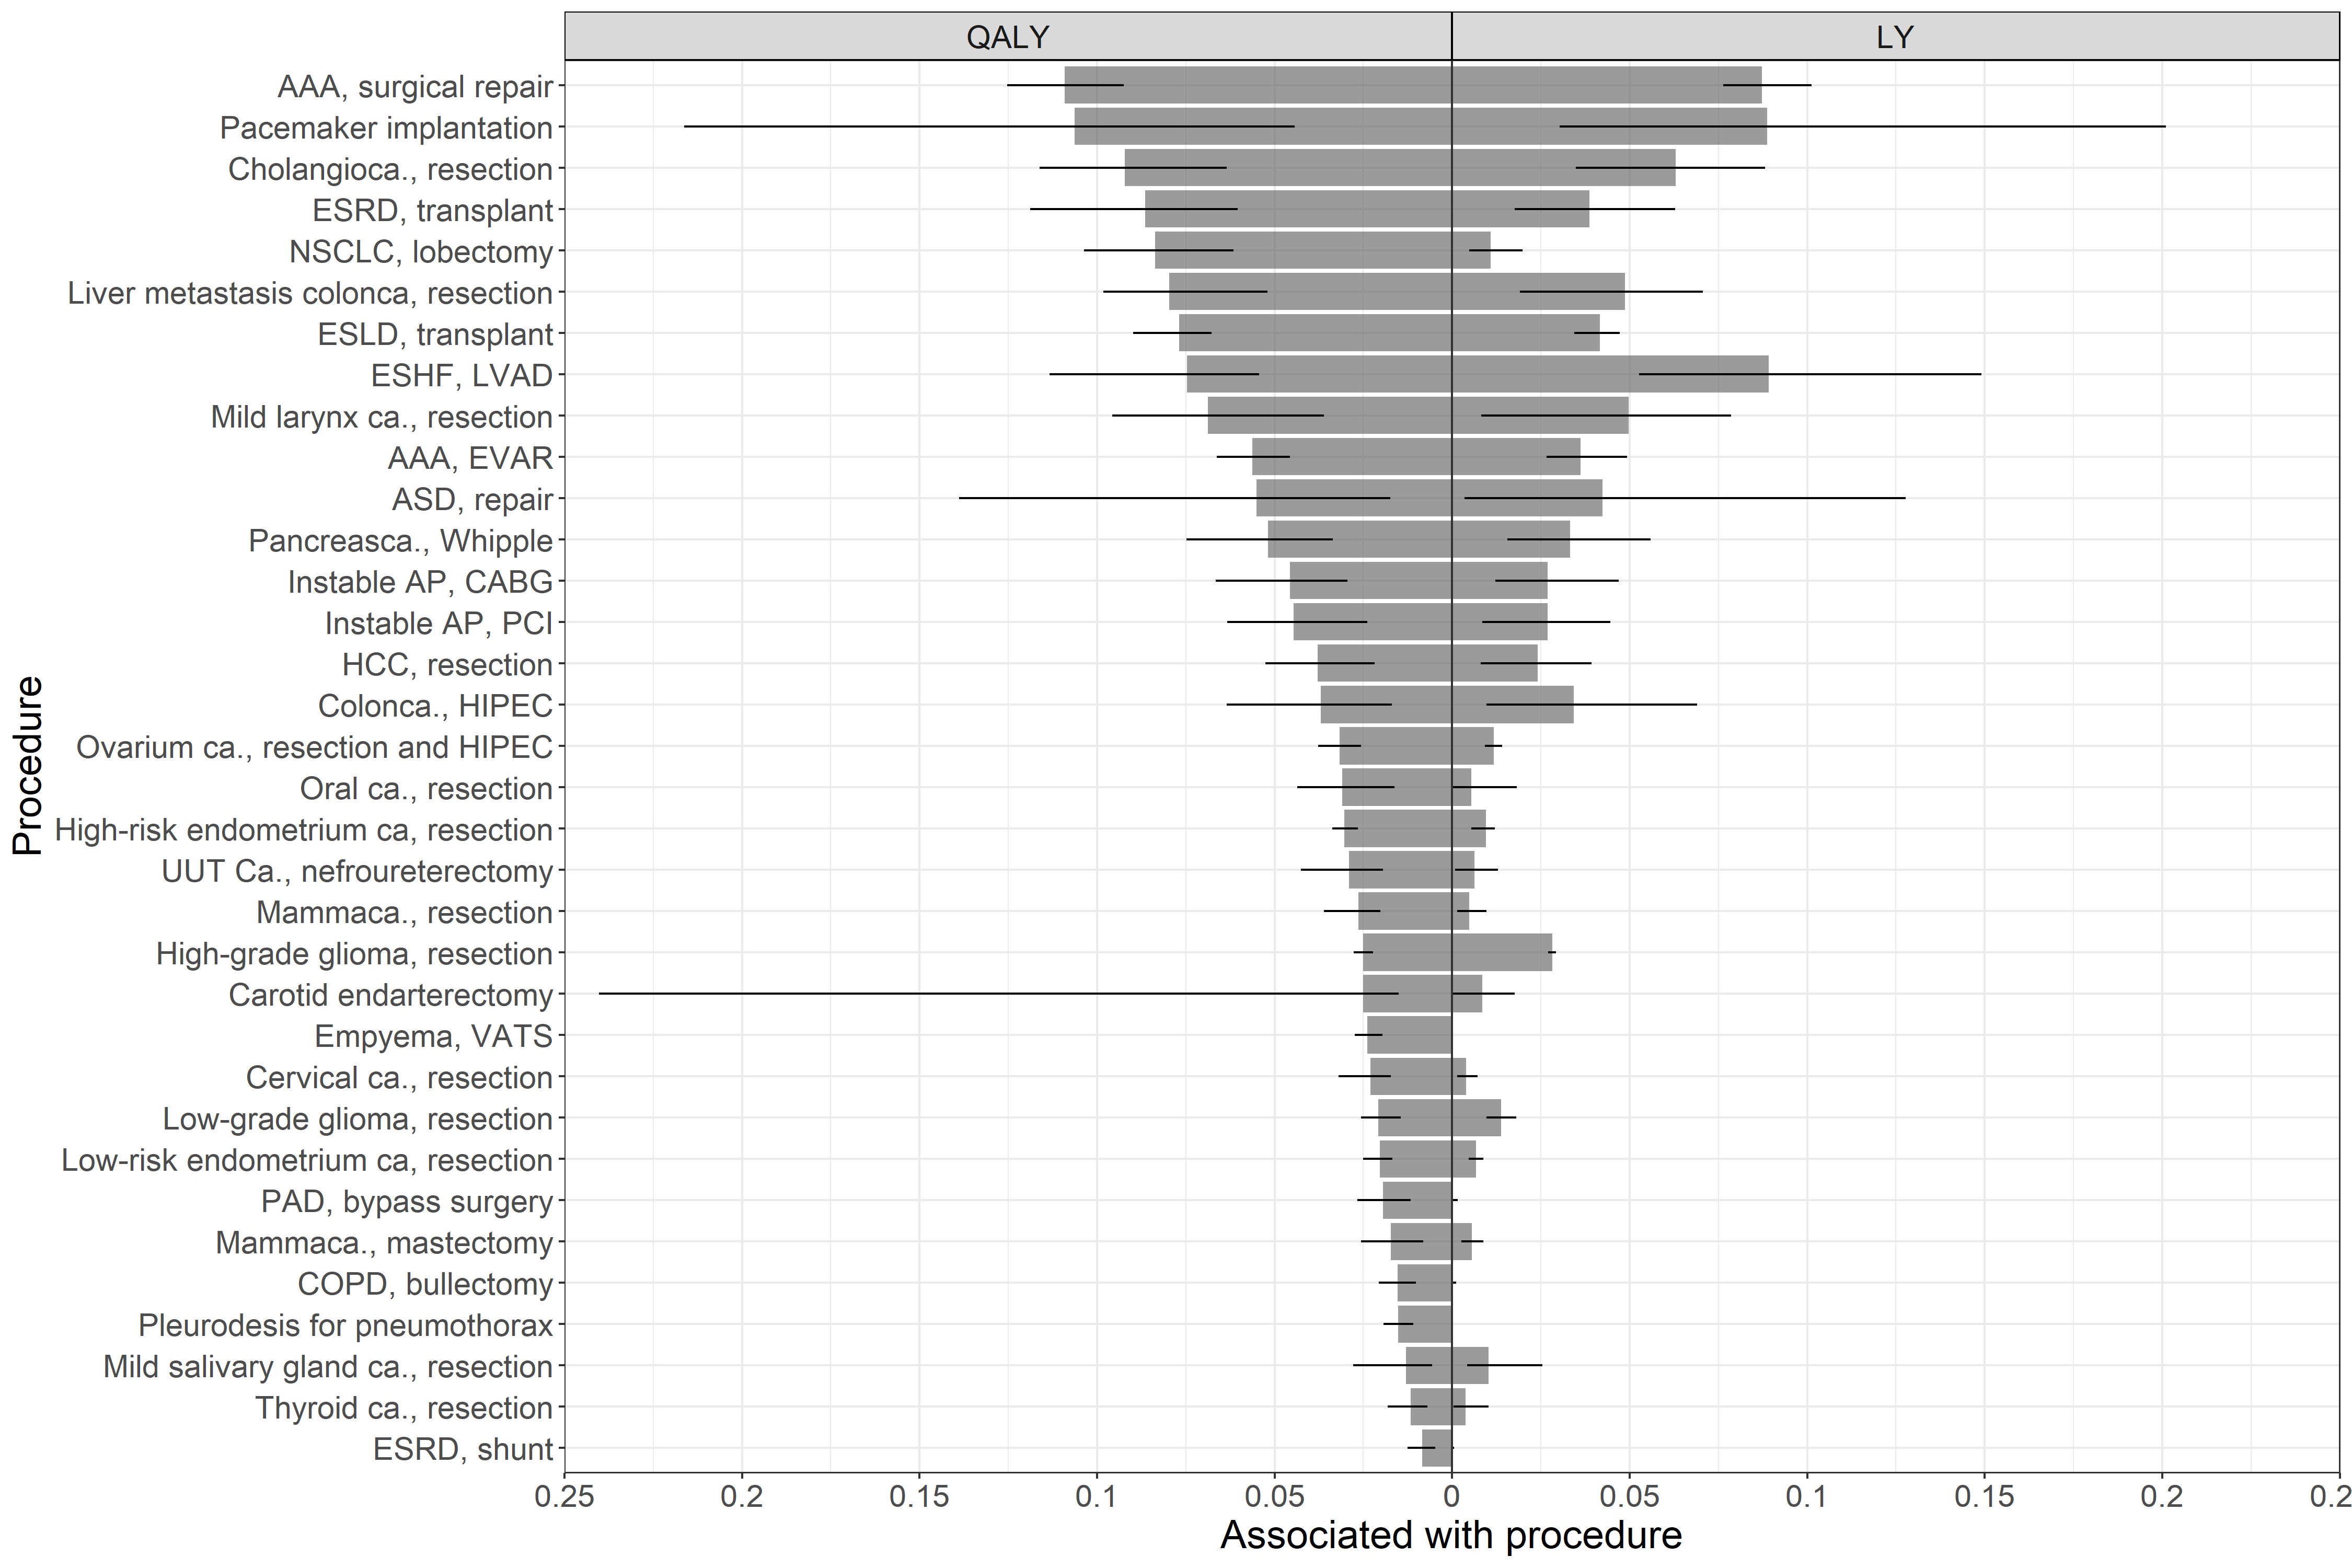 QALY LY
AAA, surgical repair
Pacemaker implantation
Cholangioca., resection
ESRD, transplant
NSCLC, lobectomy
Liver metastasis colonca, resection
ESLD, transplant
ESHF, LVAD
Mild larynx ca., resection
AAA, EVAR
ASD, repair
Pancreasca., Whipple
Instable AP, CABG
Instable AP, PCI
HCC, resection
Colonca., HIPEC
Ovarium ca., resection and HIPEC
Oral ca., resection
High-risk endometrium ca, resection
UUT Ca., nefroureterectomy
Mammaca., resection
High-grade glioma, resection
Carotid endarterectomy
Empyema, VATS
Cervical ca., resection
Low-grade glioma, resection
Low-risk endometrium ca, resection
PAD, bypass surgery
Mammaca., mastectomy
COPD, bullectomy
Pleurodesis for pneumothorax
Mild salivary gland ca., resection
Thyroid ca., resection
ESRD, shunt
Procedure
0.25 0.2 0.15 0.1 0.05 0 0.05 0.1 0.15 0.2 0.2
Associated with procedure